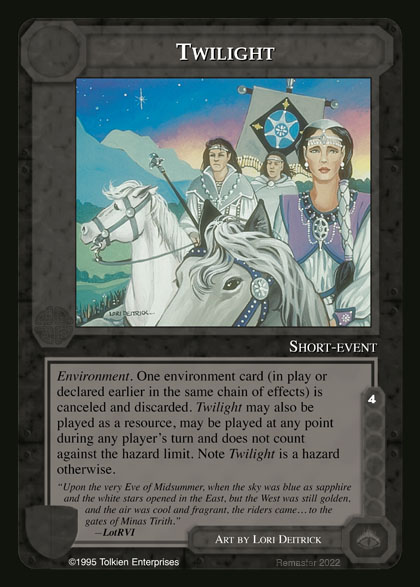 TWILIGHT
LORI DEITRICK
SHORT-EVENT
Environment. One environment card (in play or
declared earlier in the same chain of effects) is
canceled and discarded. Twilight may also be
played as a resource, may be played at any point
during any player's turn and does not count
against the hazard limit. Note Twilight is a hazard
otherwise.
4
“Upon the very Eve of Midsummer, when the sky was blue as sapphire
and the white stars opened in the East, but the West was still golden,
and the air was cool and fragrant, the riders came… to the
gates of Minas Tirith.”
—LotRVI
ART BY LORI DEITRICK
©1995 Tolkien Enterprises
Remaster 2022